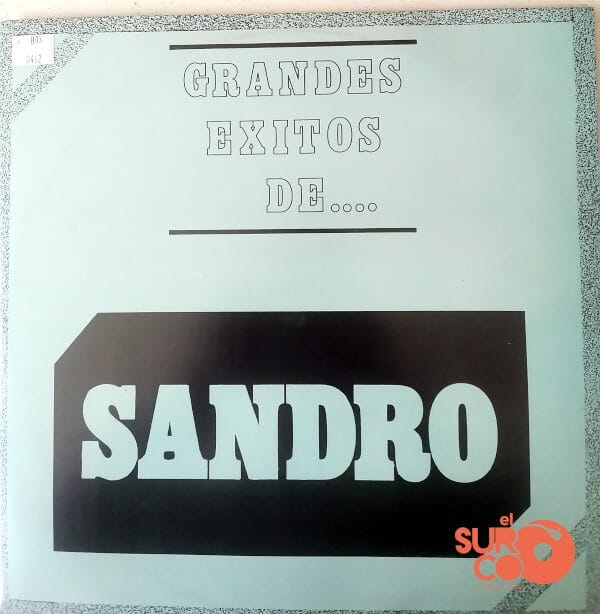 GRANDES
EXITOS
DE....
SANDRO
el
SUR
CO